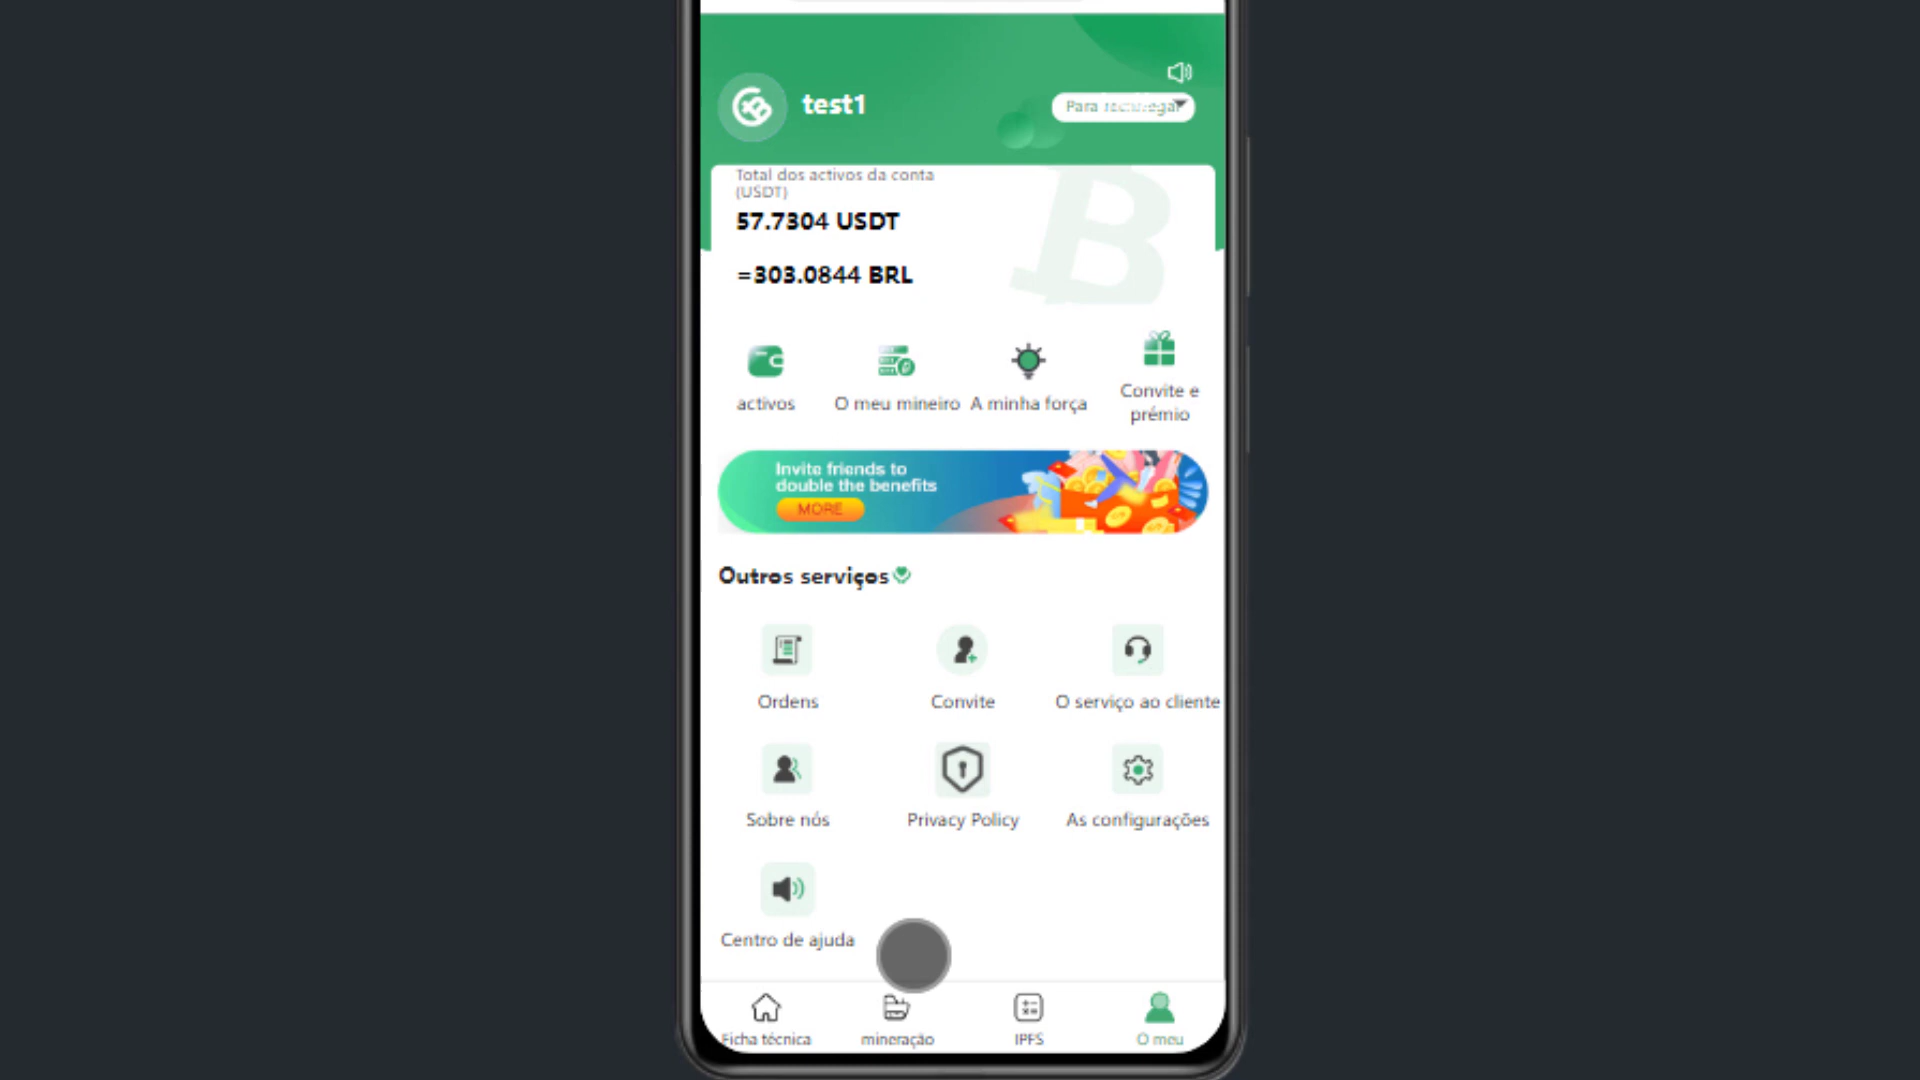 test1
Para
Total dos activos da conta
(USDT)
57.7304 USDT
=303.0844 BRL
activos
O meu mineiro
A minha força
Convite e
prémio
Invite friends to
double the benefits
MORE
Outros serviços
Ordens
Convite
O serviço ao cliente
Sobre nós
Privacy Policy
As configurações
Centro de ajuda
Ficha técnica
mineração
IPFS
O meu